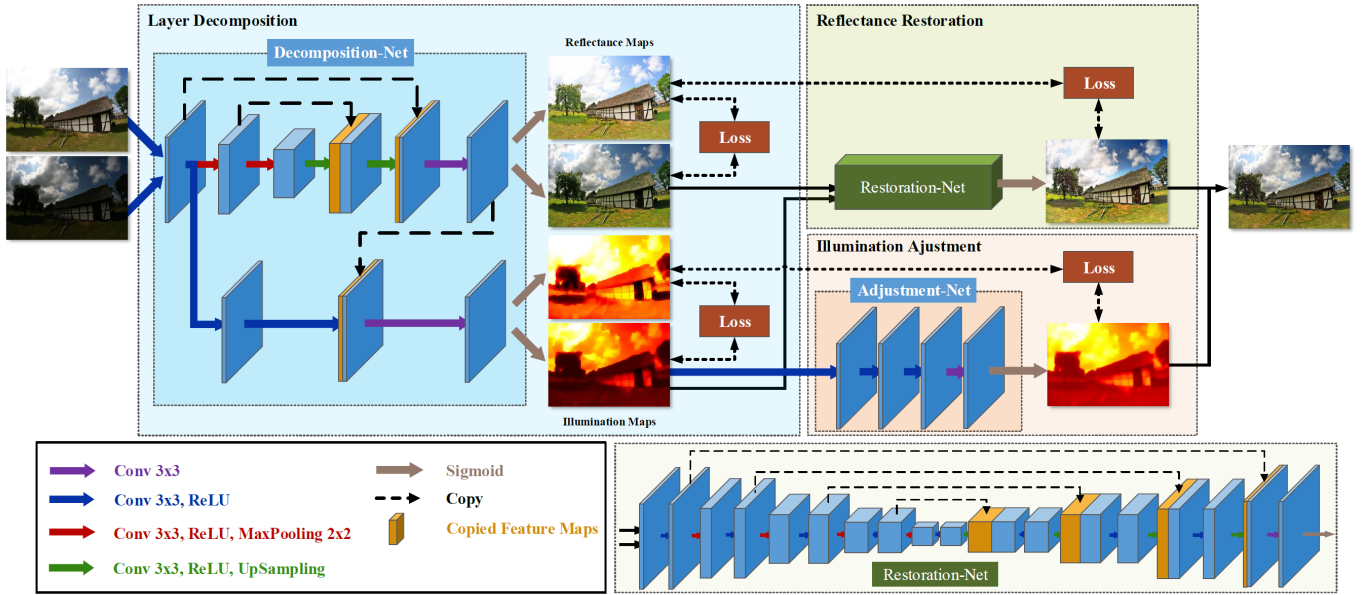 Layer Decomposition
Decomposition-Net
Reflectance Maps
Loss
Loss
Illumination Maps
Reflectance Restoration
Loss
Restoration-Net
Illumination Ajustment
Loss
Adjustment-Net
Conv 3x3
Conv 3x3, ReLU
Conv 3x3, ReLU, MaxPooling 2x2
Conv 3x3, ReLU, UpSampling
Sigmoid
Copy
Copied Feature Maps
Restoration-Net